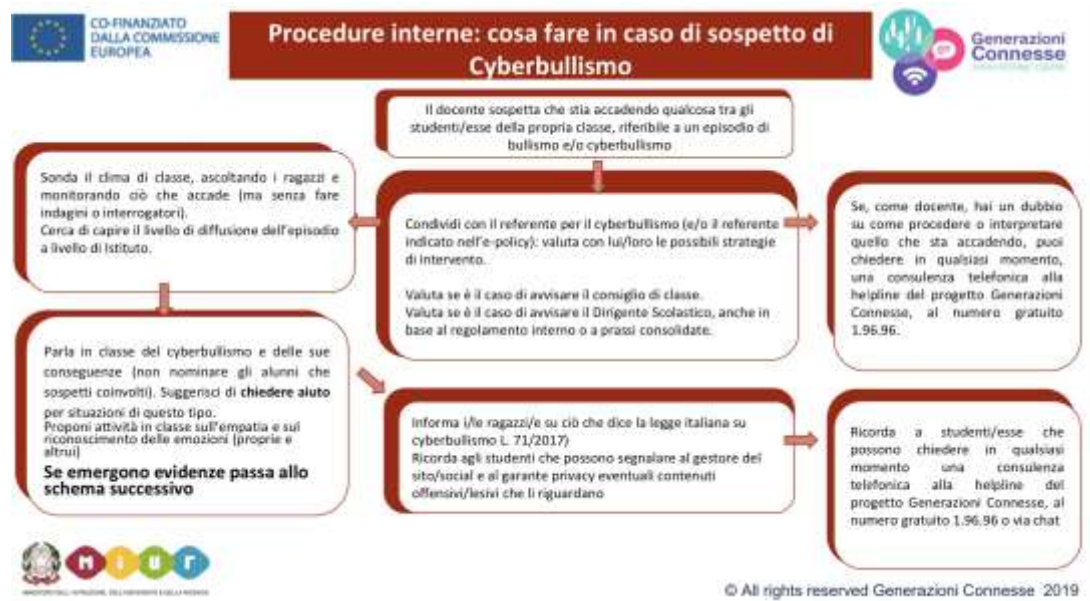 CO-FINANZIATO
DALLA COMMISSIONE
EUROPEA
Procedure interne: cosa fare in caso di sospetto di
Cyberbullismo
Generazioni
Connesse
Il docente sospetta che stia accadendo qualcosa tra gli
studenti/esse della propria classe, riferibile a un episodio di
bullismo e/o cyberbullismo
Sonda il clima di classe, ascoltando i ragazzi e
monitorando ciò che accade (ma senza fare
indagini o interrogatori).
Cerca di capire il livello di diffusione dell'episodio
a livello di Istituto.
Condividi con il referente per il cyberbullismo (e/o il referente
indicato nell'e-policy): valuta con lui/loro le possibili strategie
di intervento.
Valuta se è il caso di avvisare il consiglio di classe.
Valuta se è il caso di avvisare il Dirigente Scolastico, anche in
base al regolamento interno o a prassi consolidate.
Se, come docente, hai un dubbio
su come procedere o interpretare
quello che sta accadendo, puoi
chiedere in qualsiasi momento,
una consulenza telefonica alla
helpline del progetto Generazioni
Connesse, al numero gratuito
1.96.96.
Parla in classe del cyberbullismo e delle sue
conseguenze (non nominare gli alunni che
sospetti coinvolti). Suggerisci di chiedere aiuto
per situazioni di questo tipo.
Proponi attività in classe sull'empatia e sul
riconoscimento delle emozioni (proprie e
altrui)
Se emergono evidenze passa allo
schema successivo
Informa i/le ragazzi/e su ciò che dice la legge italiana su
cyberbullismo L. 71/2017)
Ricorda agli studenti che possono segnalare al gestore del
sito/social e al garante privacy eventuali contenuti
offensivi/lesivi che li riguardano
Ricorda a studenti/esse che
possono chiedere in qualsiasi
momento una consulenza
telefonica alla helpline del
progetto Generazioni Connesse, al
numero gratuito 1.96.96 o via chat
miur
© All rights reserved Generazioni Connesse 2019